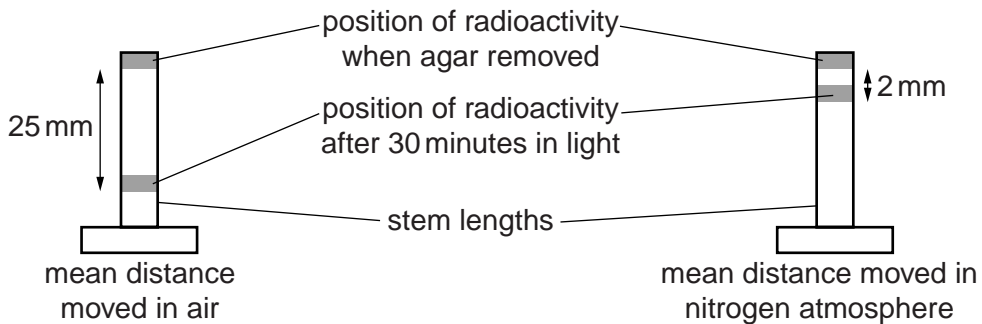 position of radioactivity
when agar removed
25 mm
2 mm
position of radioactivity
after 30 minutes in light
stem lengths
mean distance
moved in air
mean distance moved in
nitrogen atmosphere